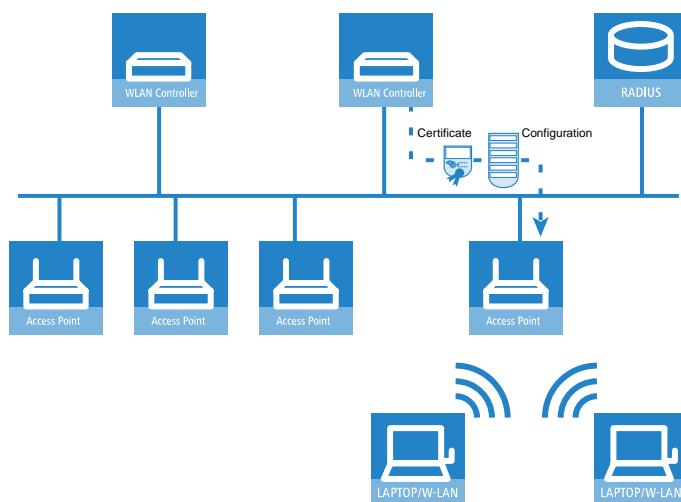 WLAN Controller
WLAN Controller
RADIUS
Certificate
Configuration
Access Point
Access Point
Access Point
Access Point
LAPTOP/W-LAN
LAPTOP/W-LAN